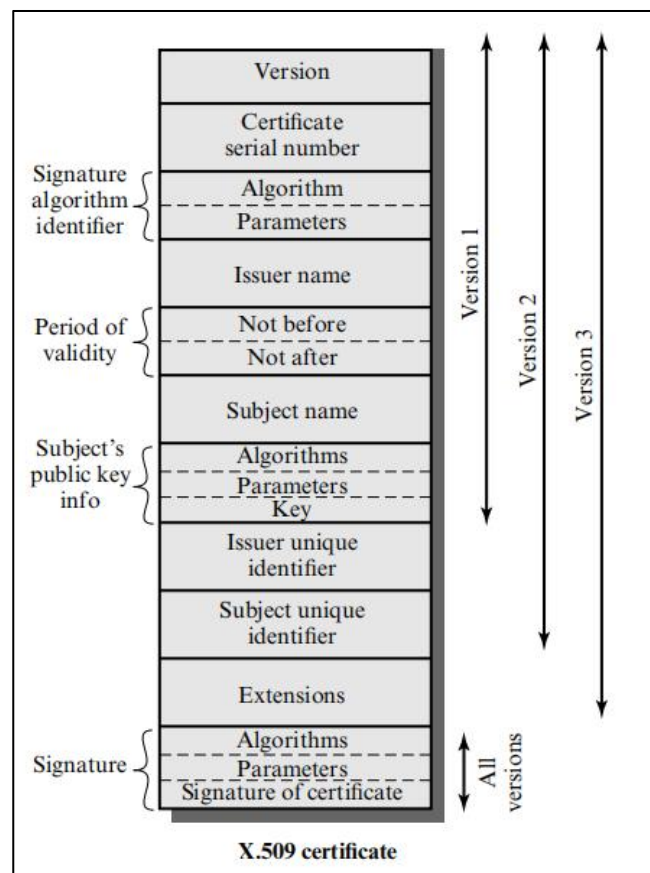 Version
Certificate
serial number
Signature
algorithm
identifier
Algorithm
Parameters
Issuer name
Period of
validity
Not before
Not after
Subject name
Subject's
public key
info
Algorithms
Parameters
Key
Issuer unique
identifier
Subject unique
identifier
Extensions
Signature
Algorithms
Parameters
Signature of certificate
Version 1
Version 2
Version 3
All
versions
X.509 certificate